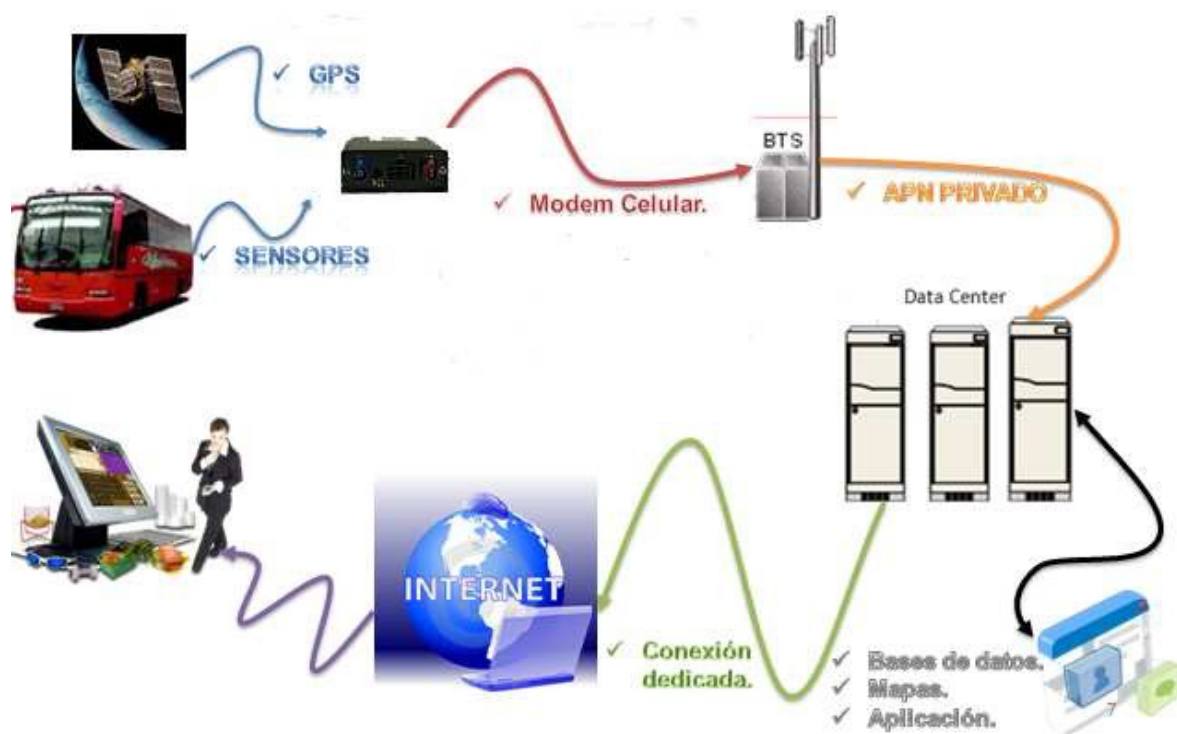 ✓ GPS
BTS
✓ Modem Celular.
✓ APN PRIVADO
✓ SENSORES
Data Center
INTERNET
✓ Conexión
dedicada.
✓ Bases de datos.
✓ Mapas.
✓ Aplicación.
7